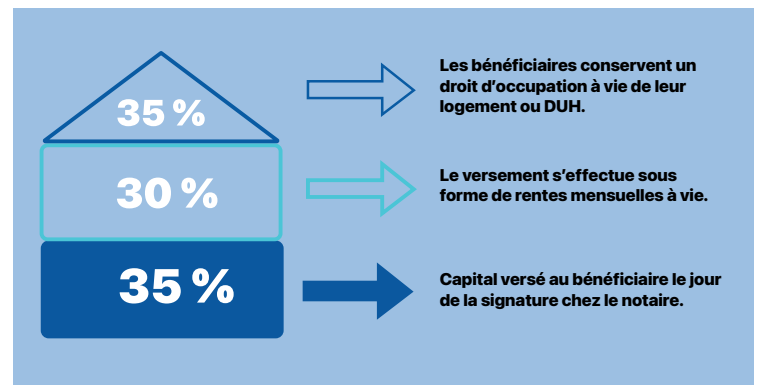 35 %
Les bénéficiaires conservent un
droit d’occupation à vie de leur
logement ou DUH.
30 %
Le versement s’effectue sous
forme de rentes mensuelles à vie.
35 %
Capital versé au bénéficiaire le jour
de la signature chez le notaire.